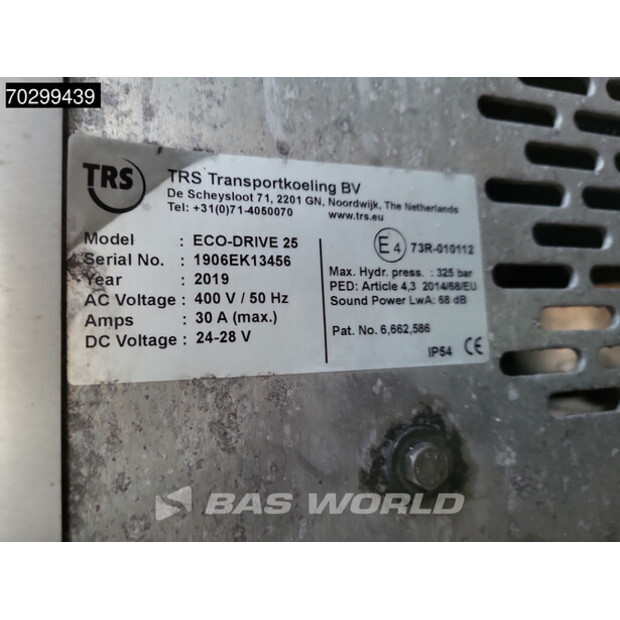 70299439
TRS
TRS Transportkoeling BV
De Scheysloot 71, 2201 GN, Noordwijk, The Netherlands
Tel: +31(0)71-4050070 www.trs.eu
Model : ECO-DRIVE 25
Serial No. : 1906EK13456
Year : 2019
AC Voltage : 400 V / 50 Hz
Amps : 30 A (max.)
DC Voltage : 24-28 V
E4 73R-010112
Max. Hydr. press. : 325 bar
PED: Article 4,3 2014/68/EU
Sound Power LwA: 68 dB
Pat. No. 6,662,586
IP54 CE
BAS WORLD